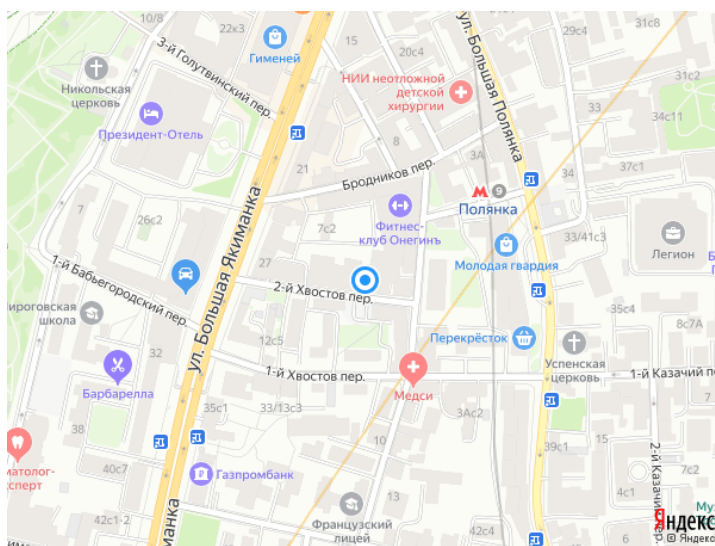 10/8
22к3
Гименей
15
20с4
31с8
31с2
3-й Голутвинский пер.
Никольская
церковь
НИИ неотложной
детской
хирургии
ул. Большая Полянка
33
34с11
Президент-Отель
8
3А
21
Бродников пер.
37с1
34
Полянка
9
7
26с2
7с2
Фитнес-
клуб Онегинъ
33/41с3
Легион
Молодая гвардия
1-й Бабьегородский пер.
27
ул. Большая Якиманка
2-й Хвостов пер.
35с4
8с7А
школа
12с5
Перекрёсток
Успенская
церковь
32
Барбарелла
1-й Хвостов пер.
Медси
1-й Казачий
35с1
33/13с3
3Ас2
38
10
39с1
2-й Казачий пер.
40с7
Газпромбанк
7с2
13
Французский
лицей
42с1-2
42с4
Яндекс
© Яндекс